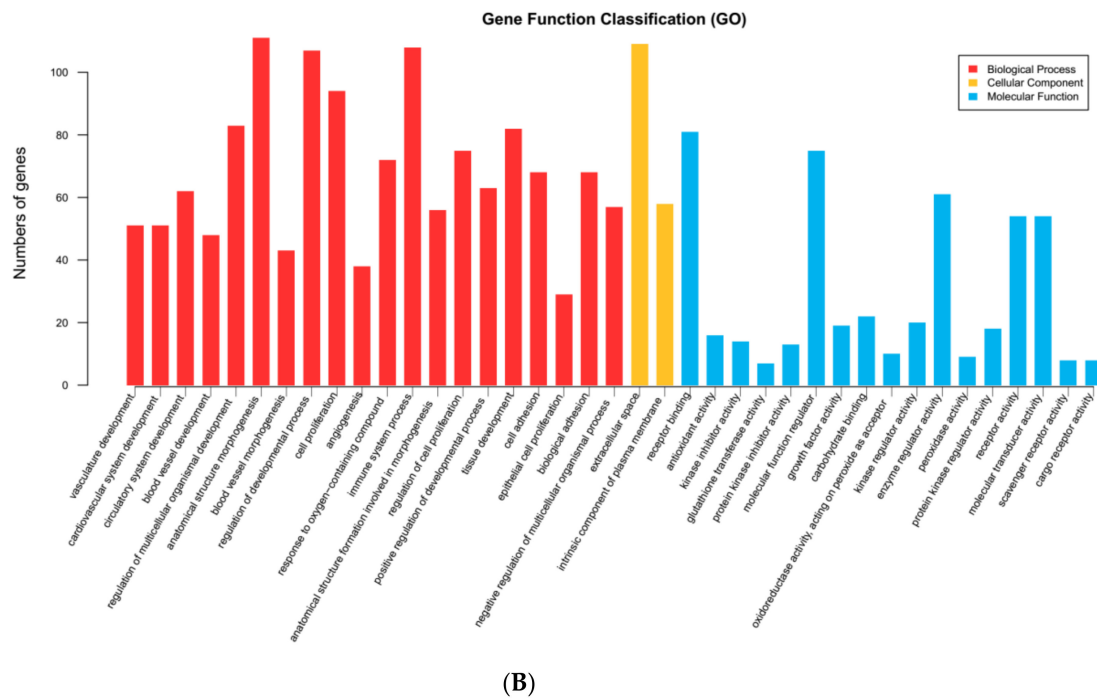 Gene Function Classification (GO)
Biological Process
Cellular Component
Molecular Function
Numbers of genes
100
80
60
40
20
0
vasculature development
cardiovascular system development
circulatory system development
blood vessel development
regulation of multicellular organismal development
anatomical structure morphogenesis
blood vessel morphogenesis
regulation of developmental process
cell proliferation
angiogenesis
response to oxygen-containing compound
immune system process
anatomical structure formation involved in morphogenesis
regulation of cell proliferation
positive regulation of developmental process
tissue development
cell adhesion
epithelial cell proliferation
biological adhesion
negative regulation of multicellular organismal process
extracellular space
intrinsic component of plasma membrane
receptor binding
antioxidant activity
kinase inhibitor activity
glutathione transferase activity
protein kinase inhibitor activity
molecular function regulator
growth factor activity
carbohydrate binding
oxidoreductase activity, acting on peroxide as acceptor
kinase regulator activity
enzyme regulator activity
peroxidase activity
protein kinase regulator activity
receptor activity
molecular transducer activity
scavenger receptor activity
cargo receptor activity
(B)